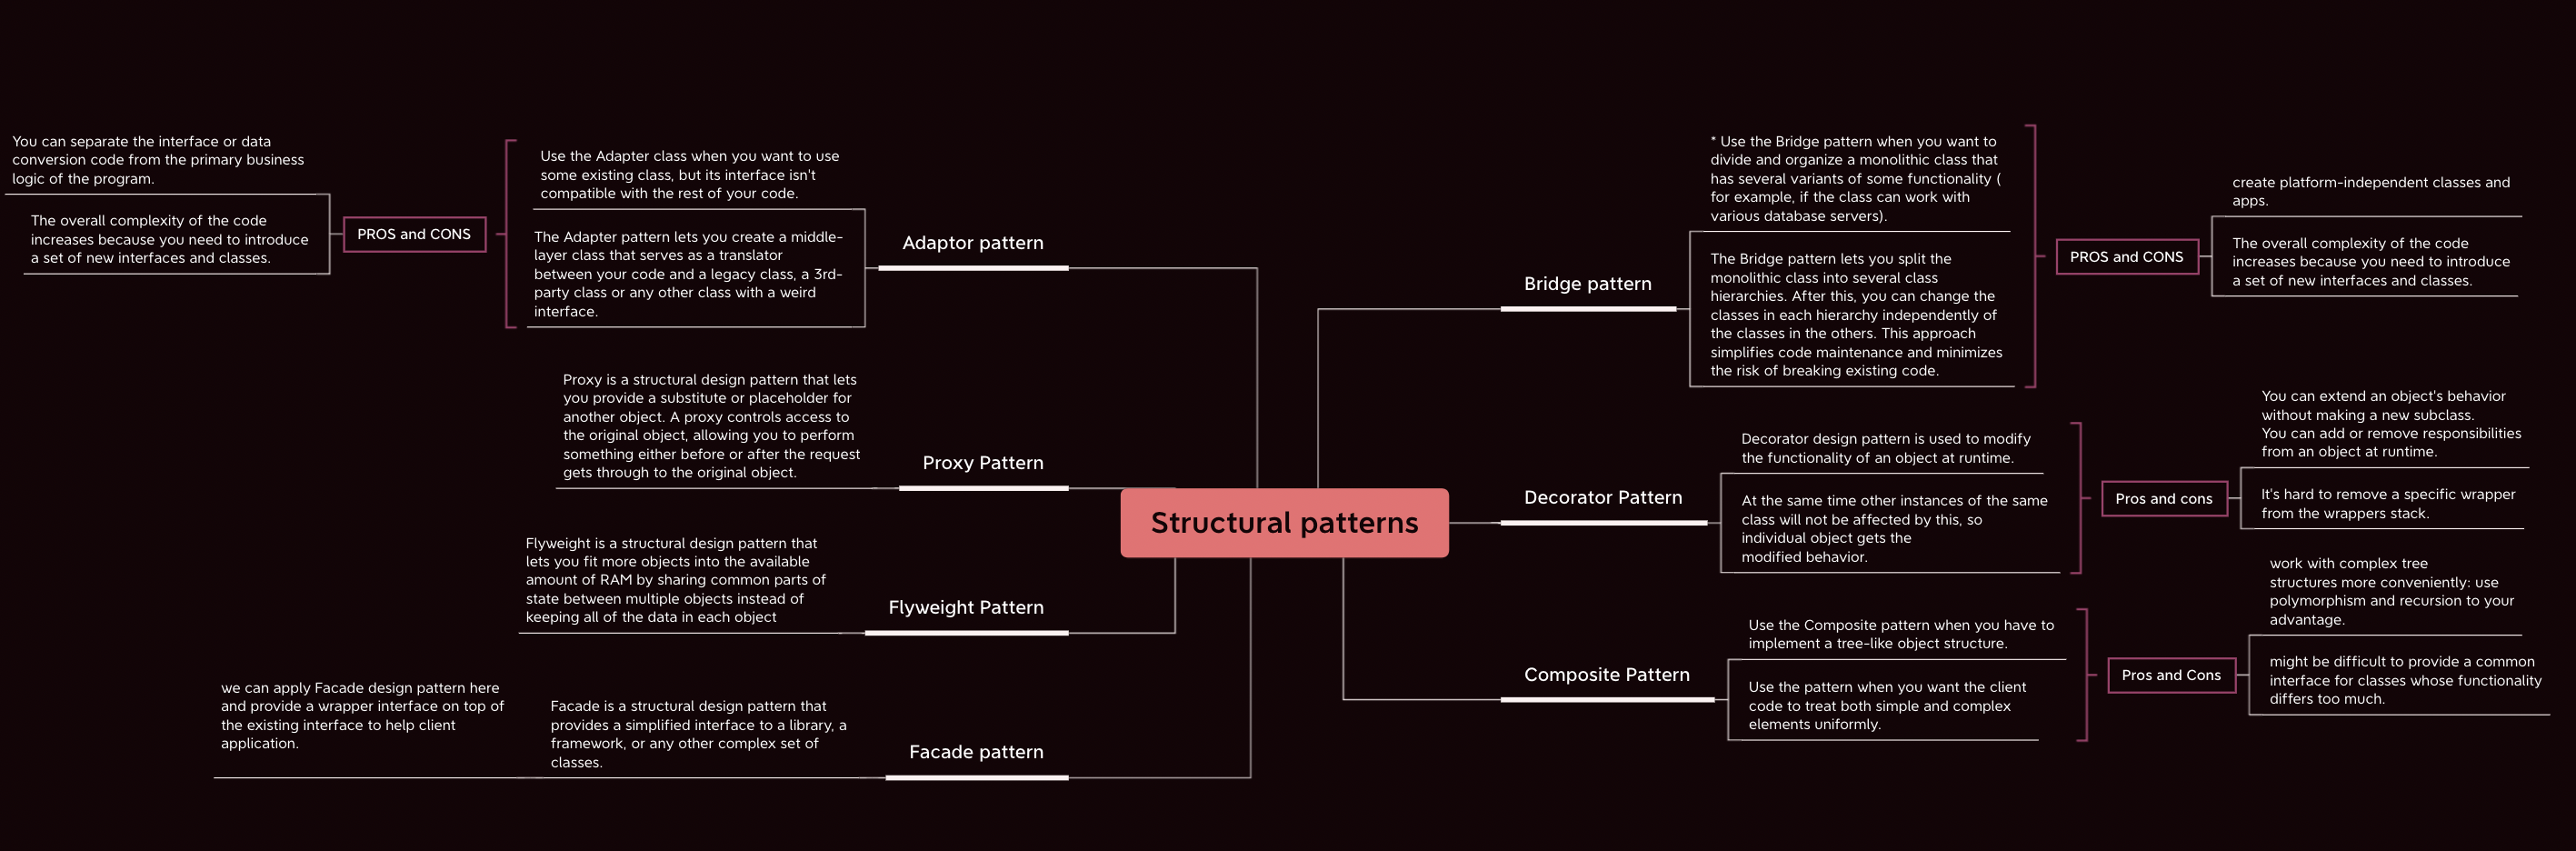 Structural patterns
Adaptor pattern
Use the Adapter class when you want to use
some existing class, but its interface isn't
compatible with the rest of your code.
The Adapter pattern lets you create a middle-
layer class that serves as a translator
between your code and a legacy class, a 3rd-
party class or any other class with a weird
interface.
PROS and CONS
You can separate the interface or data
conversion code from the primary business
logic of the program.
The overall complexity of the code
increases because you need to introduce
a set of new interfaces and classes.
Proxy Pattern
Proxy is a structural design pattern that lets
you provide a substitute or placeholder for
another object. A proxy controls access to
the original object, allowing you to perform
something either before or after the request
gets through to the original object.
Flyweight Pattern
Flyweight is a structural design pattern that
lets you fit more objects into the available
amount of RAM by sharing common parts of
state between multiple objects instead of
keeping all of the data in each object
Facade pattern
Facade is a structural design pattern that
provides a simplified interface to a library, a
framework, or any other complex set of
classes.
we can apply Facade design pattern here
and provide a wrapper interface on top of
the existing interface to help client
application.
Bridge pattern
* Use the Bridge pattern when you want to
divide and organize a monolithic class that
has several variants of some functionality (
for example, if the class can work with
various database servers).
The Bridge pattern lets you split the
monolithic class into several class
hierarchies. After this, you can change the
classes in each hierarchy independently of
the classes in the others. This approach
simplifies code maintenance and minimizes
the risk of breaking existing code.
PROS and CONS
create platform-independent classes and
apps.
The overall complexity of the code
increases because you need to introduce
a set of new interfaces and classes.
Decorator Pattern
Decorator design pattern is used to modify
the functionality of an object at runtime.
At the same time other instances of the same
class will not be affected by this, so
individual object gets the
modified behavior.
Pros and cons
You can extend an object's behavior
without making a new subclass.
You can add or remove responsibilities
from an object at runtime.
It's hard to remove a specific wrapper
from the wrappers stack.
Composite Pattern
Use the Composite pattern when you have to
implement a tree-like object structure.
Use the pattern when you want the client
code to treat both simple and complex
elements uniformly.
Pros and Cons
work with complex tree
structures more conveniently: use
polymorphism and recursion to your
advantage.
might be difficult to provide a common
interface for classes whose functionality
differs too much.